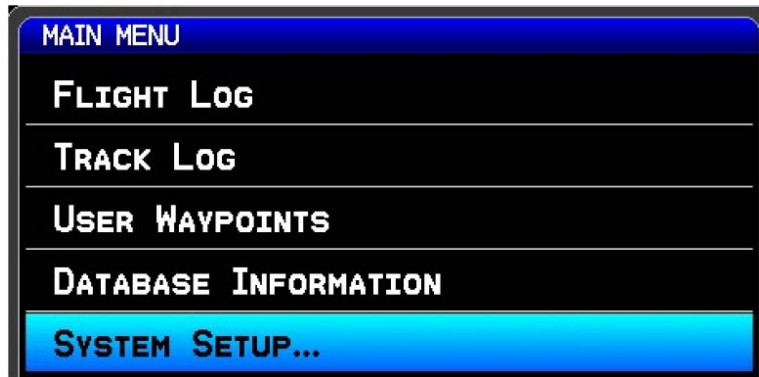 MAIN MENU
FLIGHT LOG
TRACK LOG
USER WAYPOINTS
DATABASE INFORMATION
SYSTEM SETUP...